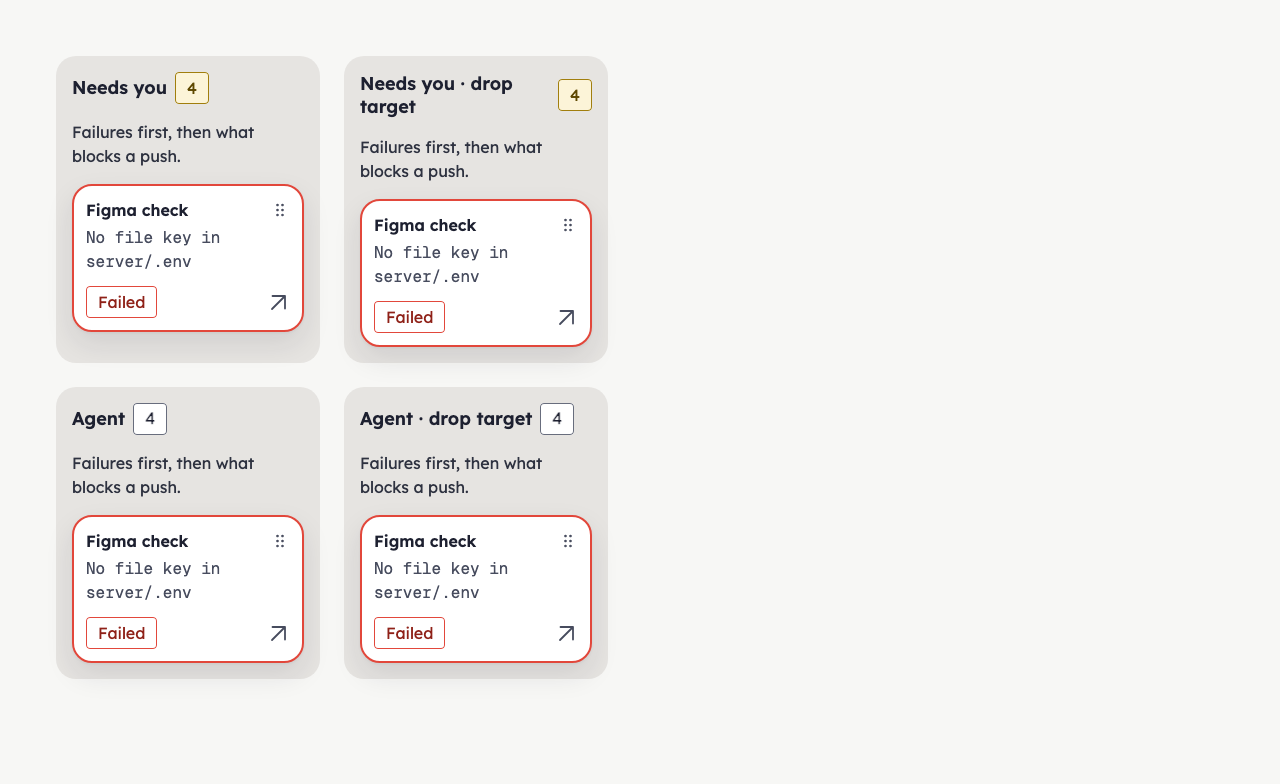 Needs you 4
Failures first, then what
blocks a push.
Figma check
No file key in
server/.env
Failed
Needs you · drop
target
4
Failures first, then what
blocks a push.
Figma check
No file key in
server/.env
Failed
Agent 4
Failures first, then what
blocks a push.
Figma check
No file key in
server/.env
Failed
Agent · drop target 4
Failures first, then what
blocks a push.
Figma check
No file key in
server/.env
Failed